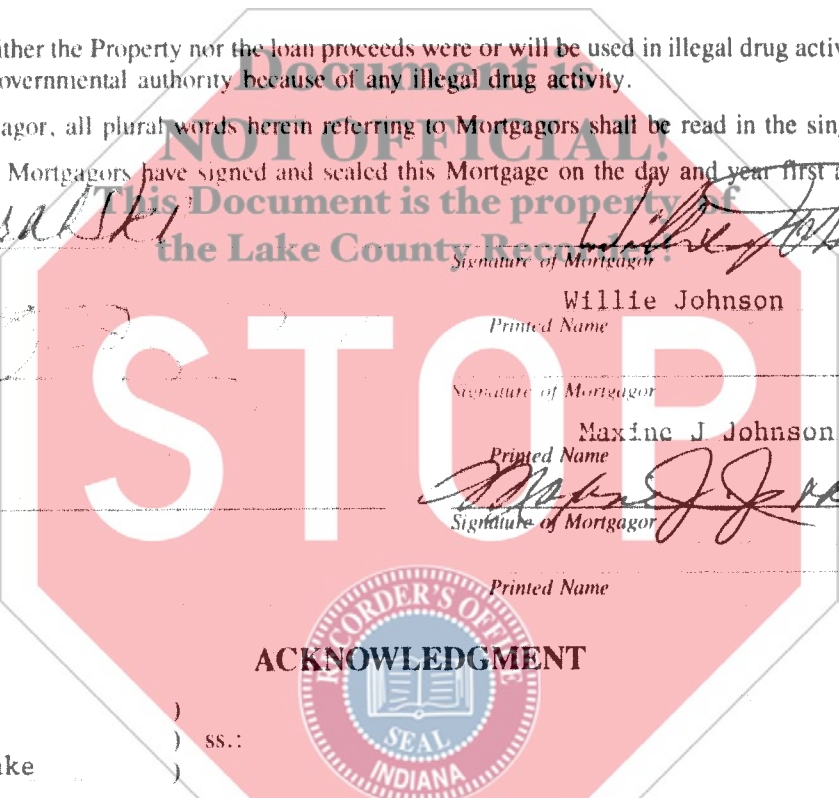 ither the Property nor the loan proceeds were or will be used in illegal drug activ
overnmental authority because of any illegal drug activity.
Document is
agor, all plural words herein referring to Mortgagors shall be read in the sin
NOT OFFICIAL!
Mortgagors have signed and sealed this Mortgage on the day and year first a
This Document is the property of
the Lake County Recorder!
Signature of Mortgagor
Willie Johnson
Printed Name
STOP
Signature of Mortgagor
Maxine J Johnson
Printed Name
Signature of Mortgagor
Printed Name
RECORDER'S OFFICE
ACKNOWLEDGMENT
)
) ss.:
ake )
SEAL
INDIANA